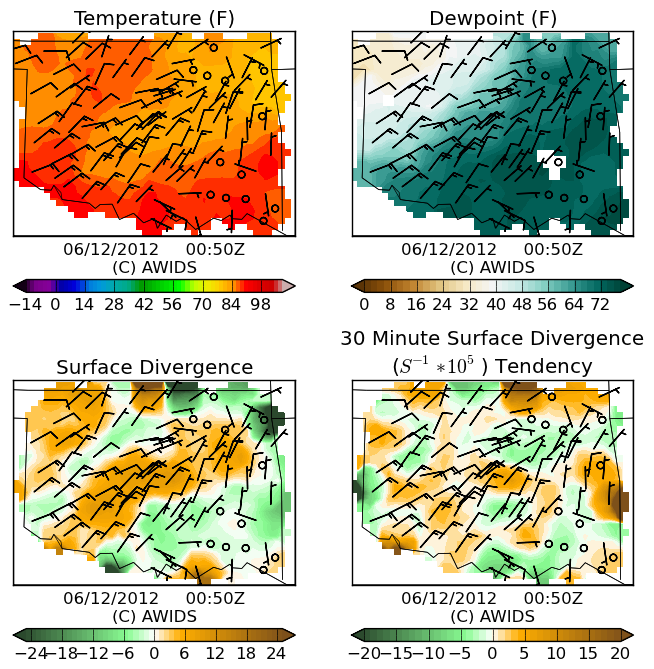 Temperature (F)
Dewpoint (F)
06/12/2012 00:50Z
(C) AWIDS
06/12/2012 00:50Z
(C) AWIDS
−14 0 14 28 42 56 70 84 98
0 8 16 24 32 40 48 56 64 72
Surface Divergence
30 Minute Surface Divergence
(S⁻¹ *10⁵ ) Tendency
06/12/2012 00:50Z
(C) AWIDS
06/12/2012 00:50Z
(C) AWIDS
−24 −18 −12 −6 0 6 12 18 24
−20 −15 −10 −5 0 5 10 15 20